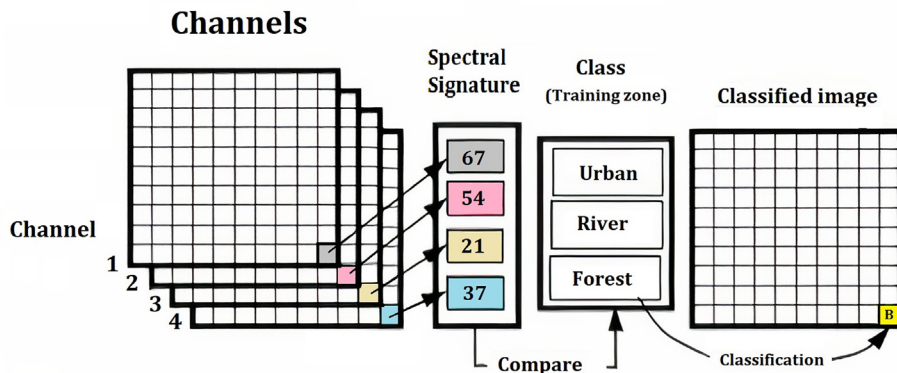 Channels
Channel
1
2
3
4
Spectral
Signature
67
54
21
37
Class
(Training zone)
Urban
River
Forest
Classified image
B
Compare
Classification